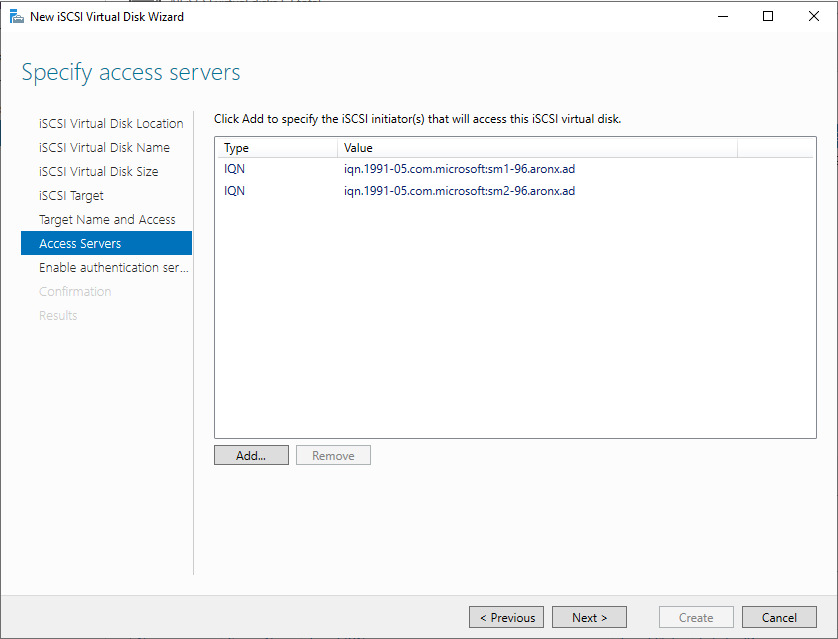 New iSCSI Virtual Disk Wizard
Specify access servers
iSCSI Virtual Disk Location
iSCSI Virtual Disk Name
iSCSI Virtual Disk Size
iSCSI Target
Target Name and Access
Access Servers
Enable authentication ser...
Confirmation
Results
Click Add to specify the iSCSI initiator(s) that will access this iSCSI virtual disk.
Type Value
IQN iqn.1991-05.com.microsoft:sm1-96.aronx.ad
IQN iqn.1991-05.com.microsoft:sm2-96.aronx.ad
Add... Remove
< Previous Next > Create Cancel